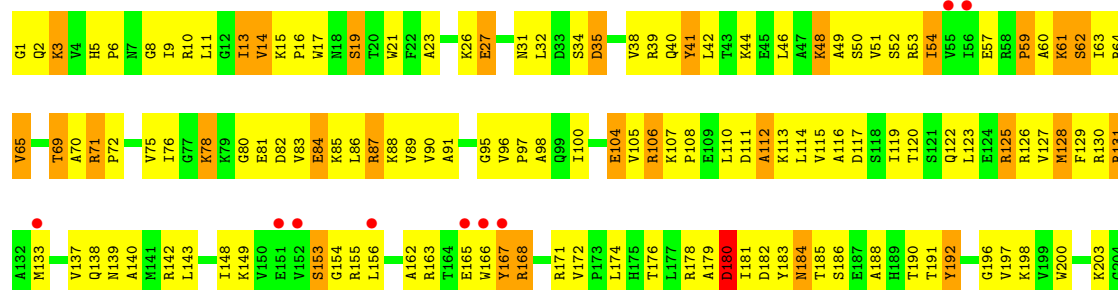 G1 Q2 K3 V4 H5 P6 N7 G8 I9 R10 L11 G12 I13 V14 K15 P16 W17 N18 S19 T20 W21 F22 A23 K26 E27 N31 L32 D33 S34 D35 V38 R39 Q40 Y41 L42 T43 K44 E45 L46 A47 K48 A49 S50 V51 S52 R53 I54 V55 I56 E57 R58 P59 A60 K61 S62 I63 R64
V65 T69 A70 R71 P72 V75 I76 G77 K78 K79 G80 E81 D82 V83 E84 K85 L86 R87 K88 V89 V90 A91 G95 V96 P97 A98 Q99 I100 E104 V105 R106 K107 P108 E109 L110 D111 A112 K113 L114 V115 A116 D117 S118 I119 T120 S121 Q122 L123 E124 R125 R126 V127 M128 F129 R130 R131
A132 M133 V137 Q138 N139 A140 M141 R142 L143 I148 K149 V150 E151 V152 S153 G154 R155 L156 A162 R163 T164 E165 W166 Y167 R168 R171 V172 P173 L174 H175 T176 L177 R178 A179 D180 I181 D182 Y183 N184 T185 S186 E187 A188 H189 T190 T191 Y192 G196 V197 K198 V199 W200 K203 G204